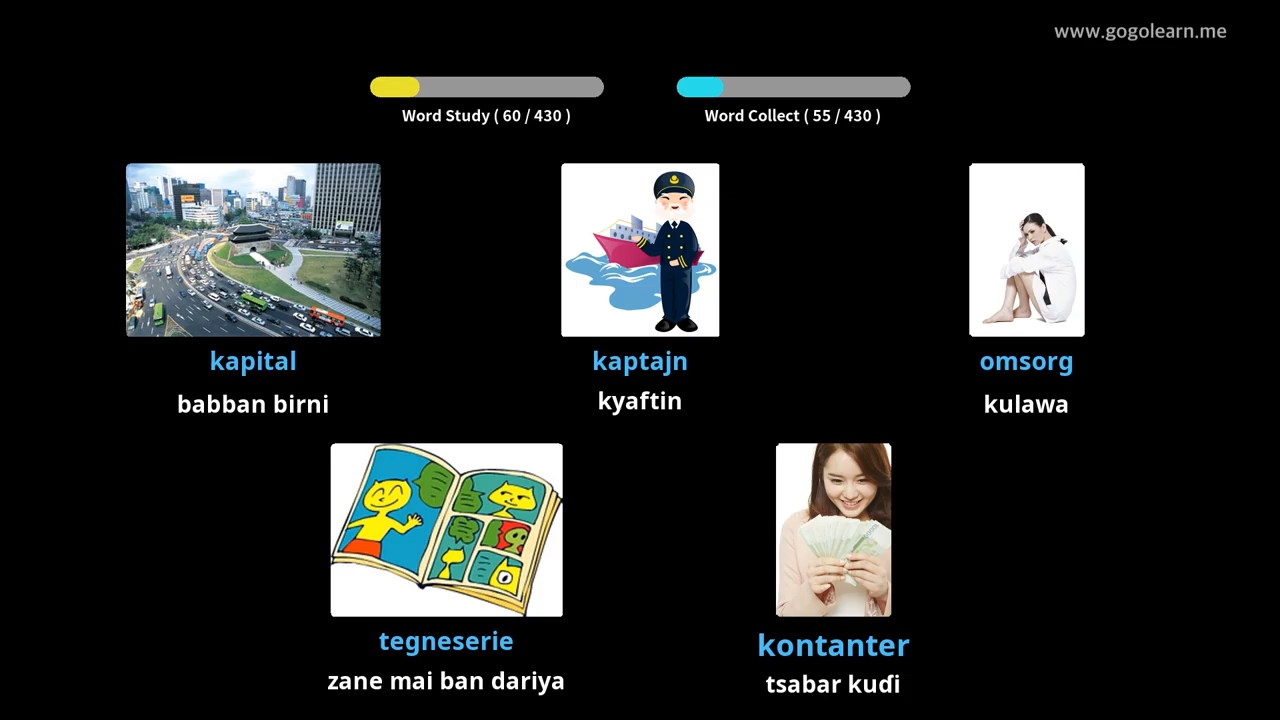 www.gogolearn.me
Word Study ( 60 / 430 )
Word Collect ( 55 / 430 )
kapital
babban birni
kaptajn
kyaftin
omsorg
kulawa
tegneserie
zane mai ban dariya
kontanter
tsabar kuɗi